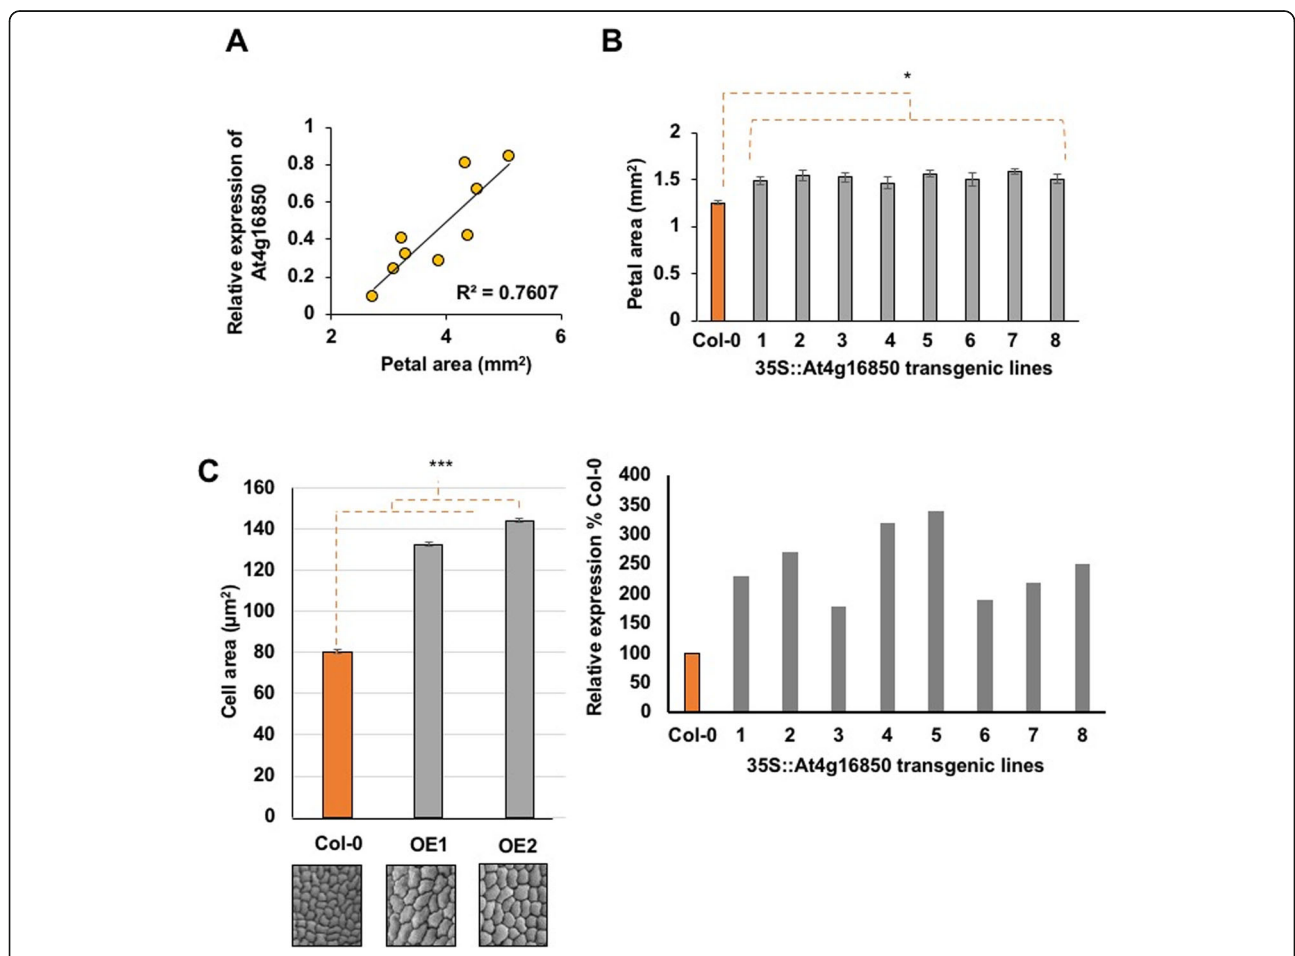 A
Relative expression of
At4g16850
1
0.8
0.6
0.4
0.2
0
2 4 6
R² = 0.7607
Petal area (mm²)
B
*
Petal area (mm²)
2
1.5
1
0.5
0
Col-0 1 2 3 4 5 6 7 8
35S::At4g16850 transgenic lines
C
***
Cell area (µm²)
160
140
120
100
80
60
40
20
0
Col-0 OE1 OE2
Relative expression % Col-0
400
350
250
300
200
150
100
50
0
Col-0 1 2 3 4 5 6 7 8
35S::At4g16850 transgenic lines